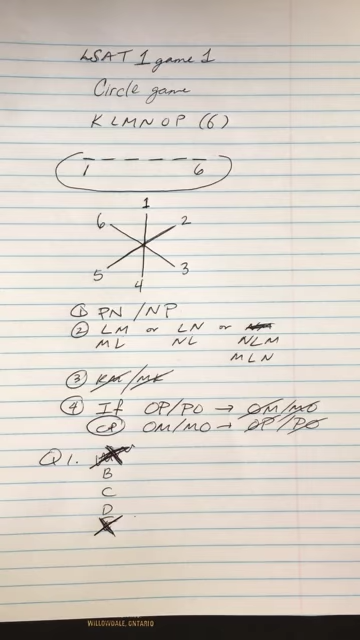 LSAT 1 game 1
Circle game
K L M N O P (6)
1 6
1
6 2
5 3
4
① PN / NP
② LM or LN or
ML NL NLM
MLN
③ KM / MK
④ If OP/PO → OM/MO
CP OM/MO → OP/PO
Q1.
B
C
D
WILLOWDALE, ONTARIO